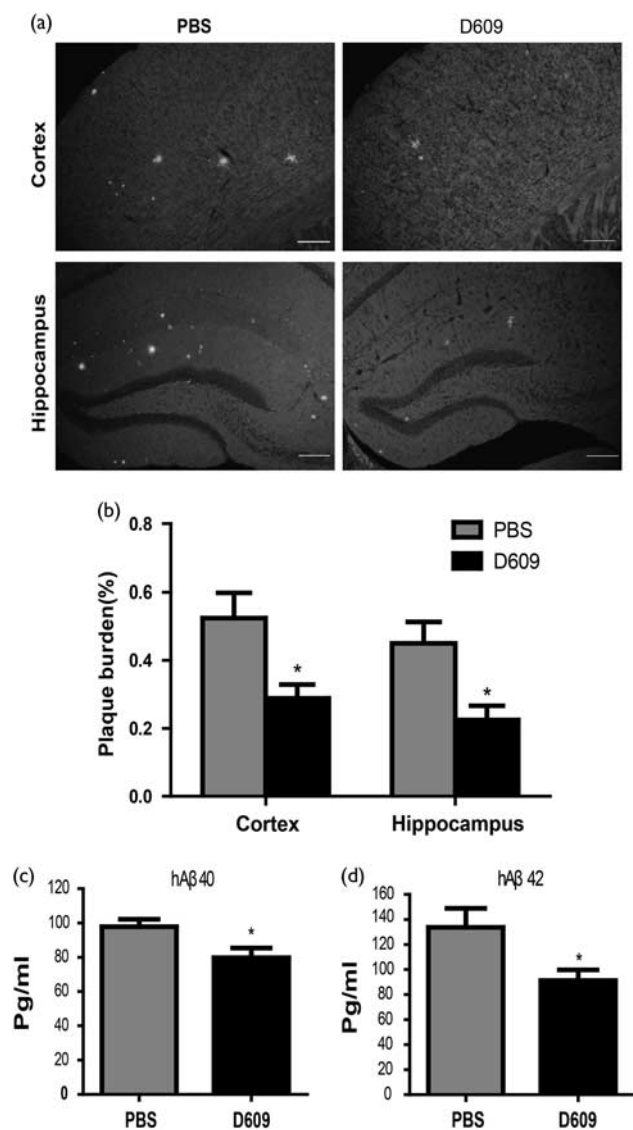 (a)
PBS
D609
Cortex
Hippocampus
(b)
PBS
D609
Plaque burden(%)
0.8
0.6
0.4
0.2
0.0
*
*
Cortex
Hippocampus
(c)
hAβ 40
Pg/ml
120
100
80
60
40
20
0
*
PBS
D609
(d)
hAβ 42
Pg/ml
160
140
120
100
80
60
40
20
0
*
PBS
D609